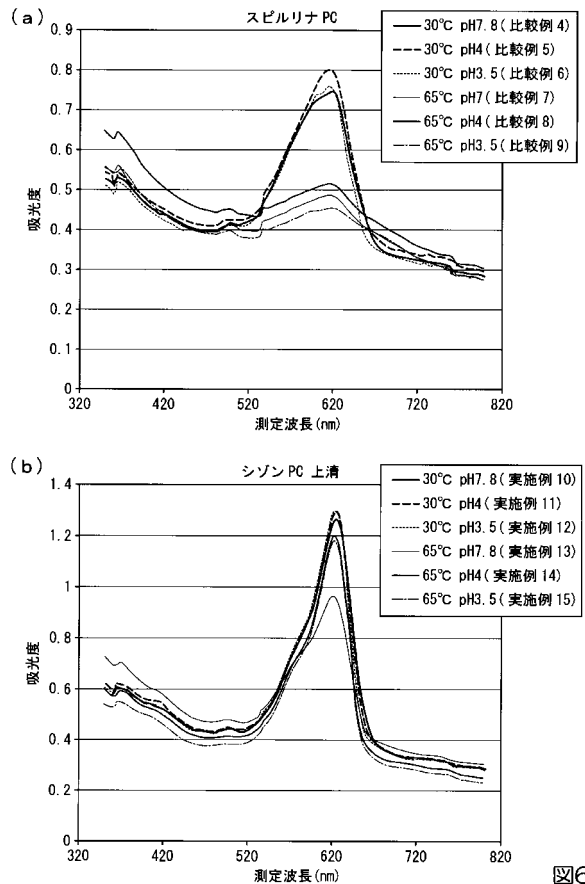 (a)
スピルリナPC
30℃ pH7.8(比較例 4)
30℃ pH4(比較例 5)
30℃ pH3.5(比較例 6)
65℃ pH7(比較例 7)
65℃ pH4(比較例 8)
65℃ pH3.5(比較例 9)
吸光度
0.9
0.8
0.7
0.6
0.5
0.4
0.3
0.2
0.1
0
320
420
520
620
720
820
測定波長(nm)
(b)
シゾンPC 上清
30℃ pH7.8(実施例 10)
30℃ pH4(実施例 11)
30℃ pH3.5(実施例 12)
65℃ pH7.8(実施例 13)
65℃ pH4(実施例 14)
65℃ pH3.5(実施例 15)
吸光度
1.4
1.2
1
0.8
0.6
0.4
0.2
0
320
420
520
620
720
820
測定波長(nm)
図6